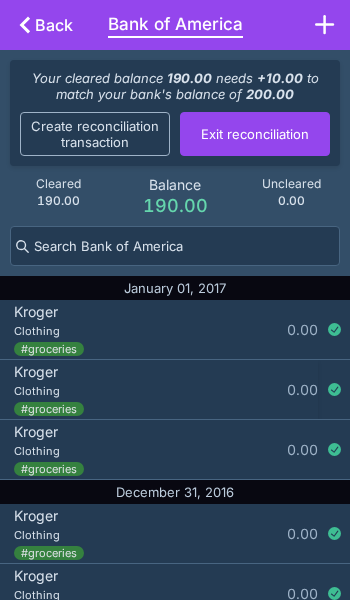 Back
Bank of America
Your cleared balance 190.00 needs +10.00 to
match your bank's balance of 200.00
Create reconciliation
transaction
Exit reconciliation
Cleared
190.00
Balance
190.00
Uncleared
0.00
Search Bank of America
January 01, 2017
Kroger
Clothing
#groceries
0.00
Kroger
Clothing
#groceries
0.00
Kroger
Clothing
#groceries
0.00
December 31, 2016
Kroger
Clothing
#groceries
0.00
Kroger
Clothing
0.00